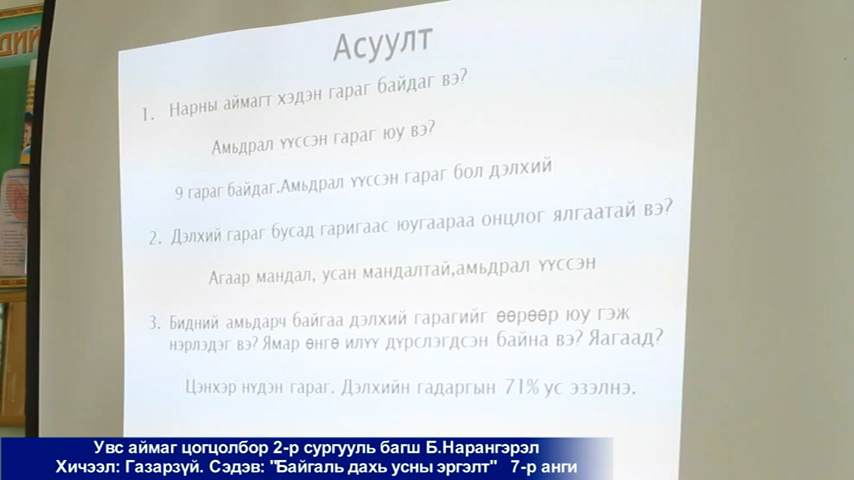 ДИЙ
Асуулт
1. Нарны аймагт хэдэн гараг байдаг вэ?
Амьдрал үүссэн гараг юу вэ?
9 гараг байдаг.Амьдрал үүссэн гараг бол дэлхий
2. Дэлхий гараг бусад гаригаас югаараа онцлог ялгаатай вэ?
Агаар мандал, усан мандалтай,амьдрал үүссэн
3. Бидний амьдарч байгаа дэлхий гарагийг өөрөөр юу гэж
нэрлэдэг вэ? Ямар өнгө илүү дүрслэгдсэн байна вэ? Яагаад?
Цэнхэр нүдэн гараг. Дэлхийн гадаргын 71% ус эзэлнэ.
Увс аймаг цогцолбор 2-р сургууль багш Б.Нарангэрэл
Хичээл: Газарзүй. Сэдэв: "Байгаль дахь усны эргэлт" 7-р анги